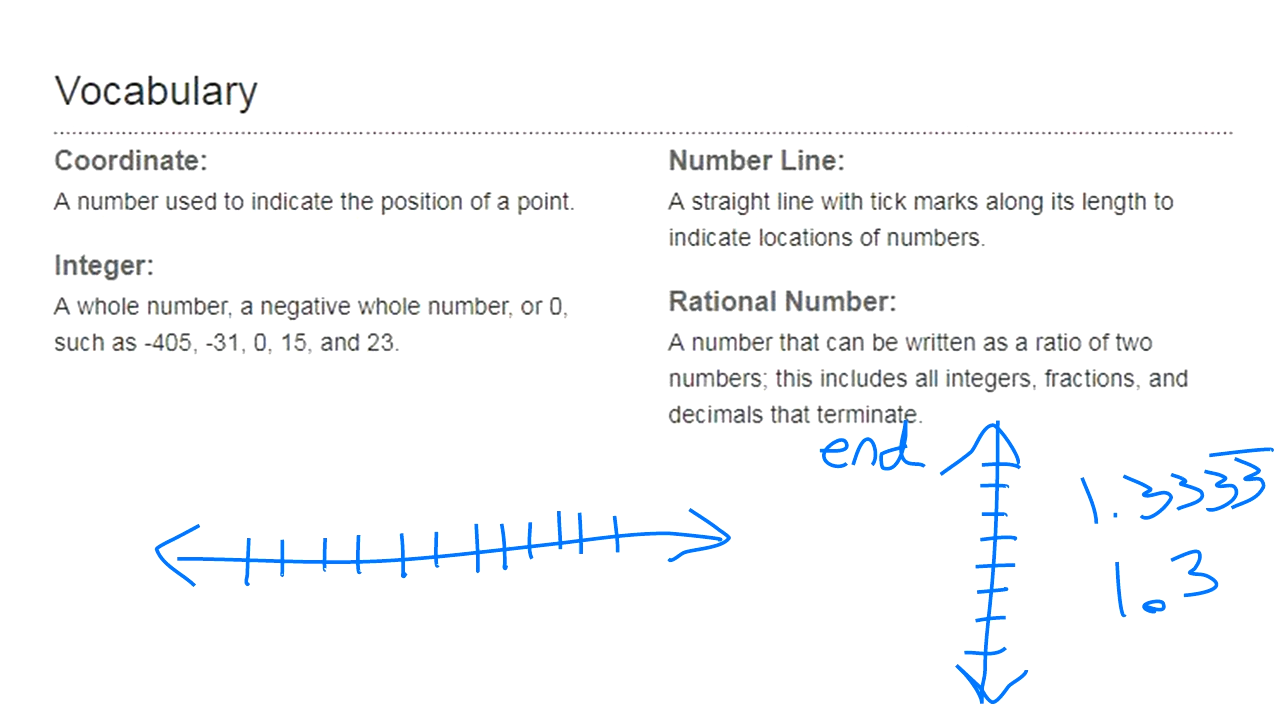 Vocabulary
Coordinate:
A number used to indicate the position of a point.
Integer:
A whole number, a negative whole number, or 0,
such as -405, -31, 0, 15, and 23.
Number Line:
A straight line with tick marks along its length to
indicate locations of numbers.
Rational Number:
A number that can be written as a ratio of two
numbers; this includes all integers, fractions, and
decimals that terminate.
end
1.3333̅
1.3